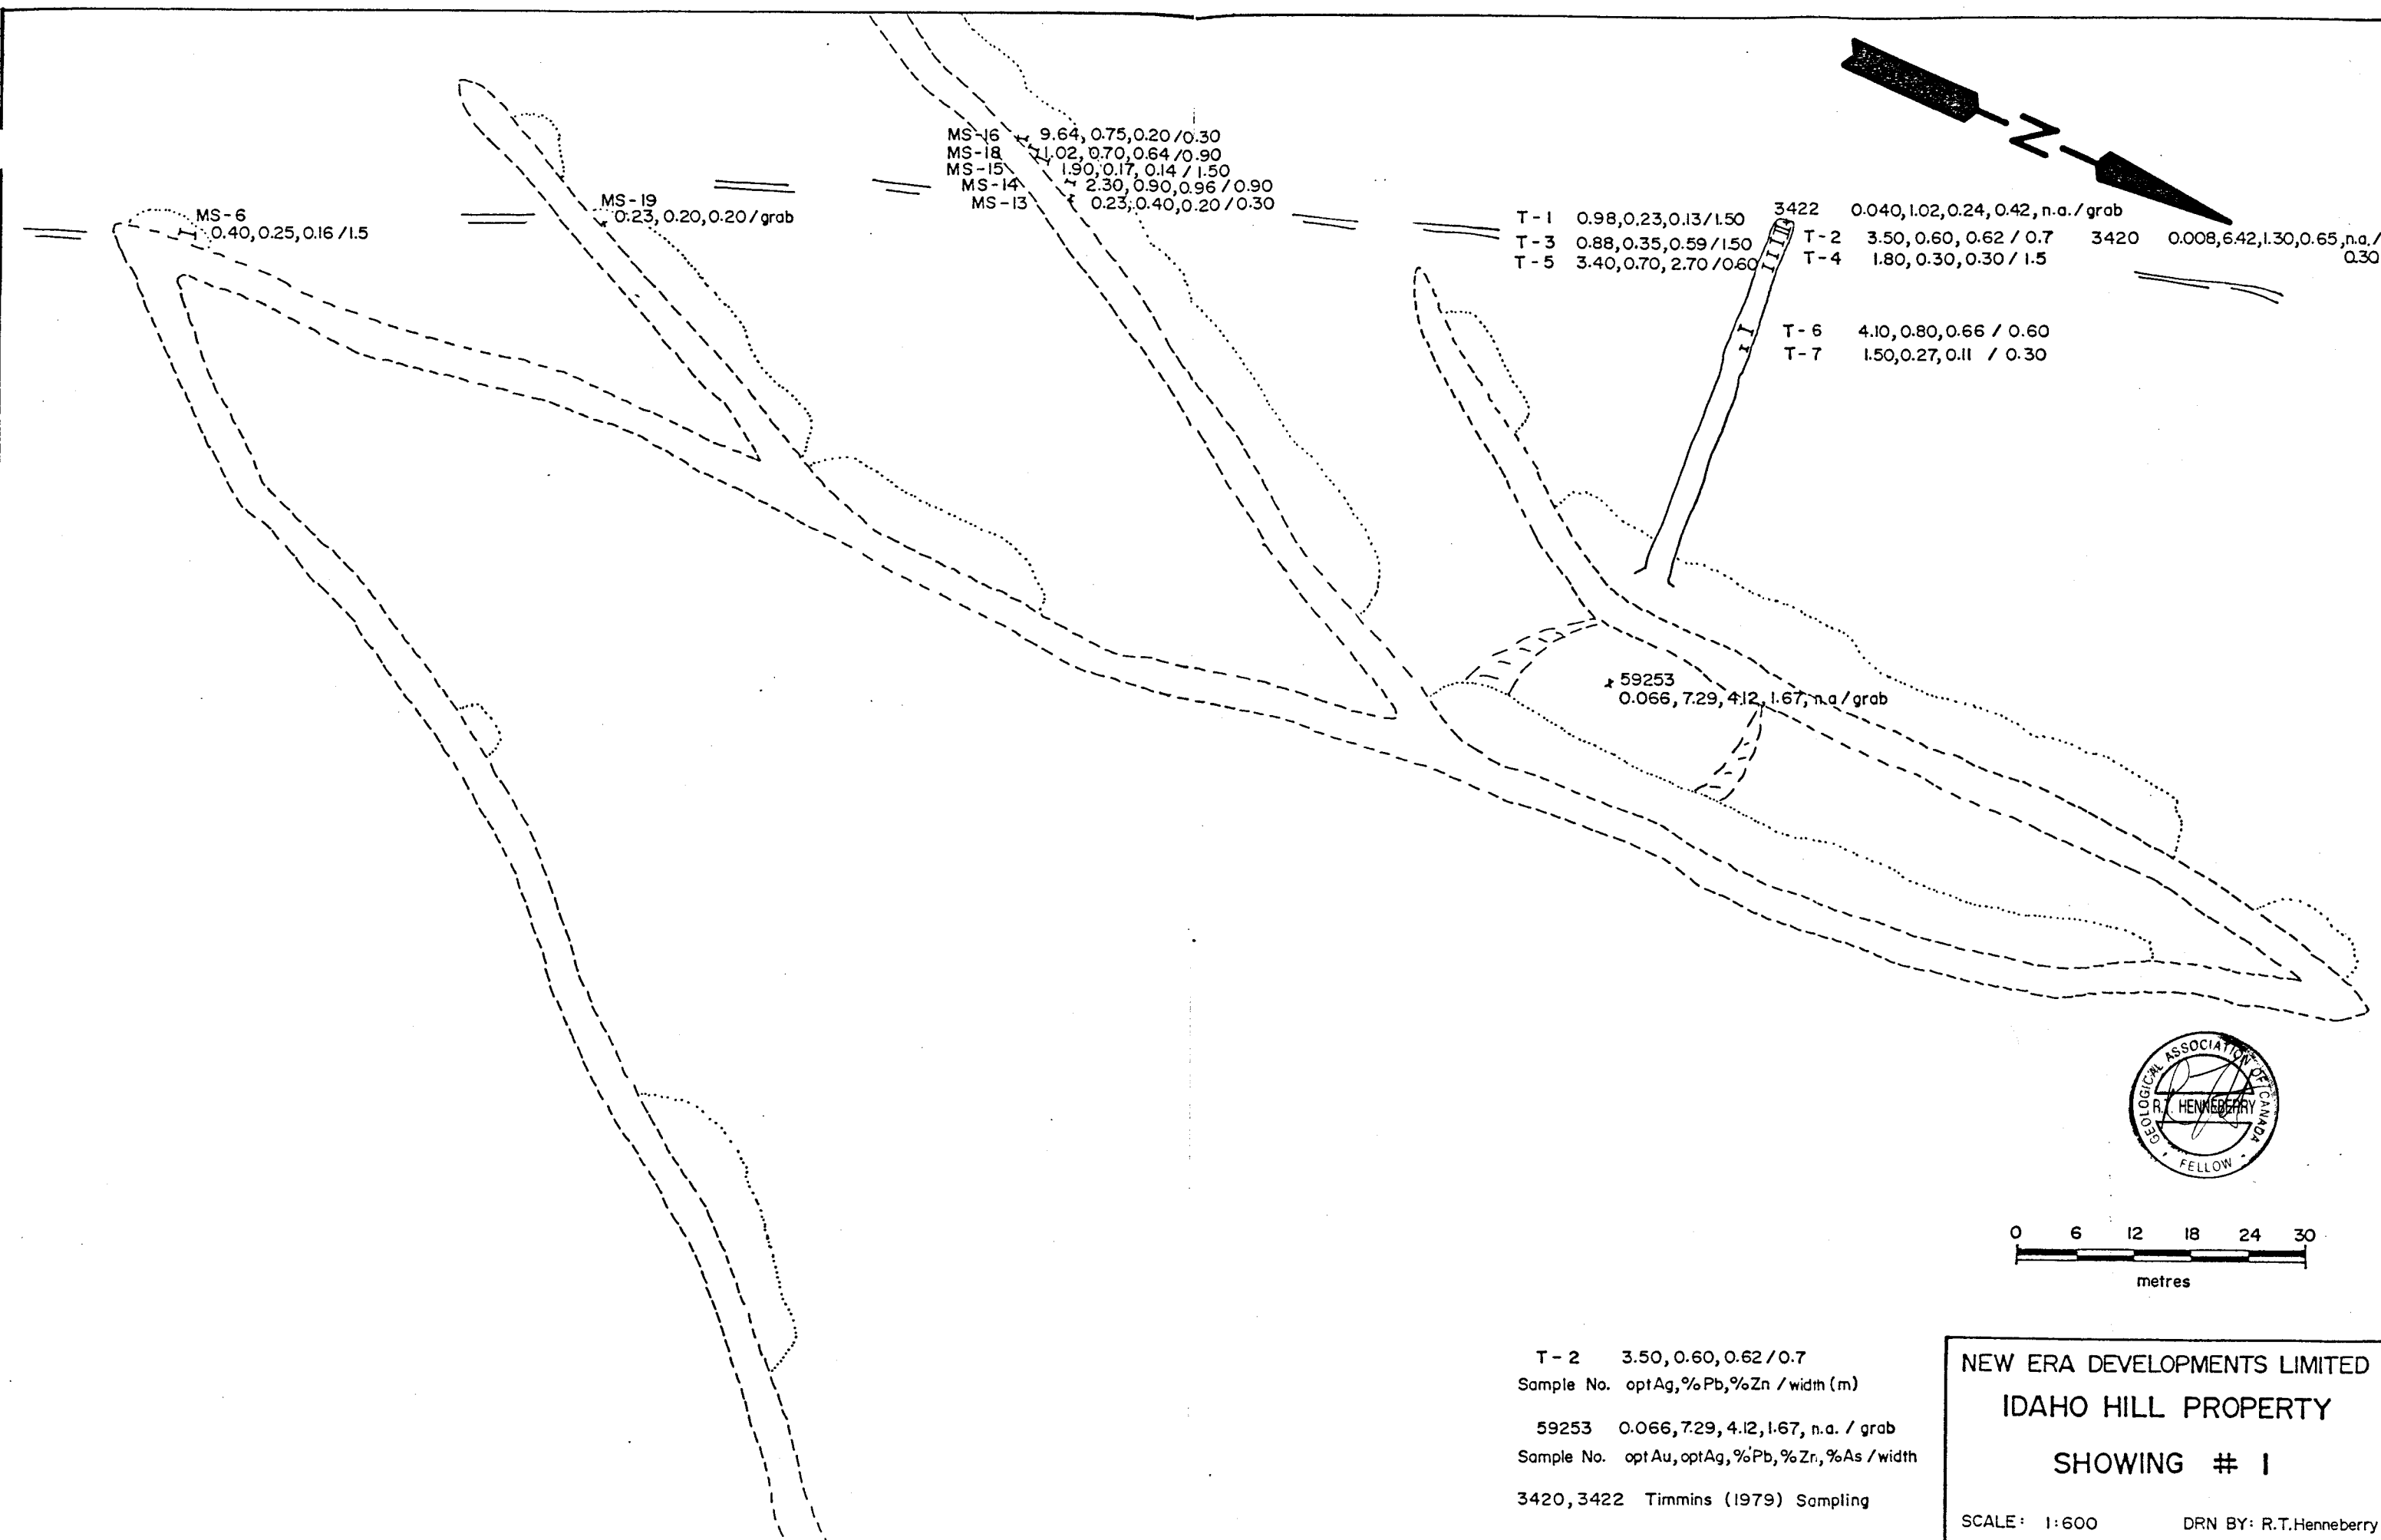 MS-16 9.64, 0.75, 0.20 / 0.30
MS-18 1.02, 0.70, 0.64 / 0.90
MS-15 1.90, 0.17, 0.14 / 1.50
MS-14 2.30, 0.90, 0.96 / 0.90
MS-13 0.23, 0.40, 0.20 / 0.30
N
MS-6
0.40, 0.25, 0.16 / 1.5
MS-19
0.23, 0.20, 0.20 / grab
T-1 0.98, 0.23, 0.13 / 1.50
T-3 0.88, 0.35, 0.59 / 1.50
T-5 3.40, 0.70, 2.70 / 0.60
3422 0.040, 1.02, 0.24, 0.42, n.a. / grab
T-2 3.50, 0.60, 0.62 / 0.7
3420 0.008, 6.42, 1.30, 0.65, n.a. /
0.30
T-4 1.80, 0.30, 0.30 / 1.5
T-6 4.10, 0.80, 0.66 / 0.60
T-7 1.50, 0.27, 0.11 / 0.30
59253
0.066, 7.29, 4.12, 1.67, n.a / grab
GEOLOGICAL ASSOCIATION OF CANADA
R.T. HENNEBERRY
FELLOW
0 6 12 18 24 30
metres
T-2 3.50, 0.60, 0.62 / 0.7
Sample No. opt Ag, % Pb, % Zn / width (m)
59253 0.066, 7.29, 4.12, 1.67, n.a. / grab
Sample No. opt Au, opt Ag, % Pb, % Zn, % As / width
3420, 3422 Timmins (1979) Sampling
NEW ERA DEVELOPMENTS LIMITED
IDAHO HILL PROPERTY
SHOWING # 1
SCALE: 1:600 DRN BY: R.T. Henneberry